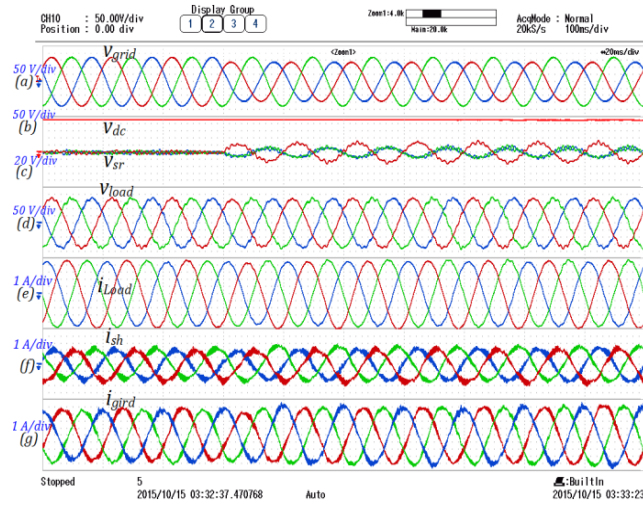 CH10 : 50.00V/div
Position : 0.00 div
Display Group
1 2 3 4
Zoom1:4.0k
Main:20.0k
AcqMode : Normal
20kS/s 100ms/div
<Zoom1>
↔20ms/div
v_grid
50 V/div
(a)
50 V/div
(b)
v_dc
20 V/div
v_sr
(c)
v_load
50 V/div
(d)
1 A/div
i_Load
(e)
i_sh
1 A/div
(f)
i_gird
1 A/div
(g)
Stopped 5
2015/10/15 03:32:37.470768 Auto
:BuiltIn
2015/10/15 03:33:23